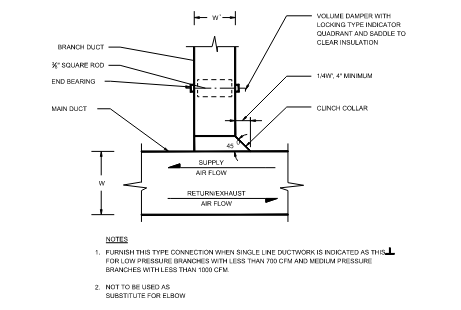 W'
VOLUME DAMPER WITH
LOCKING TYPE INDICATOR
QUADRANT AND SADDLE TO
CLEAR INSULATION
BRANCH DUCT
SQUARE ROD
END BEARING
1/4W', 4" MINIMUM
MAIN DUCT
CLINCH COLLAR
45
W
SUPPLY
AIR FLOW
RETURN/EXHAUST
AIR FLOW
NOTES
1. FURNISH THIS TYPE CONNECTION WHEN SINGLE LINE DUCTWORK IS INDICATED AS THIS
FOR LOW PRESSURE BRANCHES WITH LESS THAN 700 CFM AND MEDIUM PRESSURE
BRANCHES WITH LESS THAN 1000 CFM.
2. NOT TO BE USED AS
SUBSTITUTE FOR ELBOW